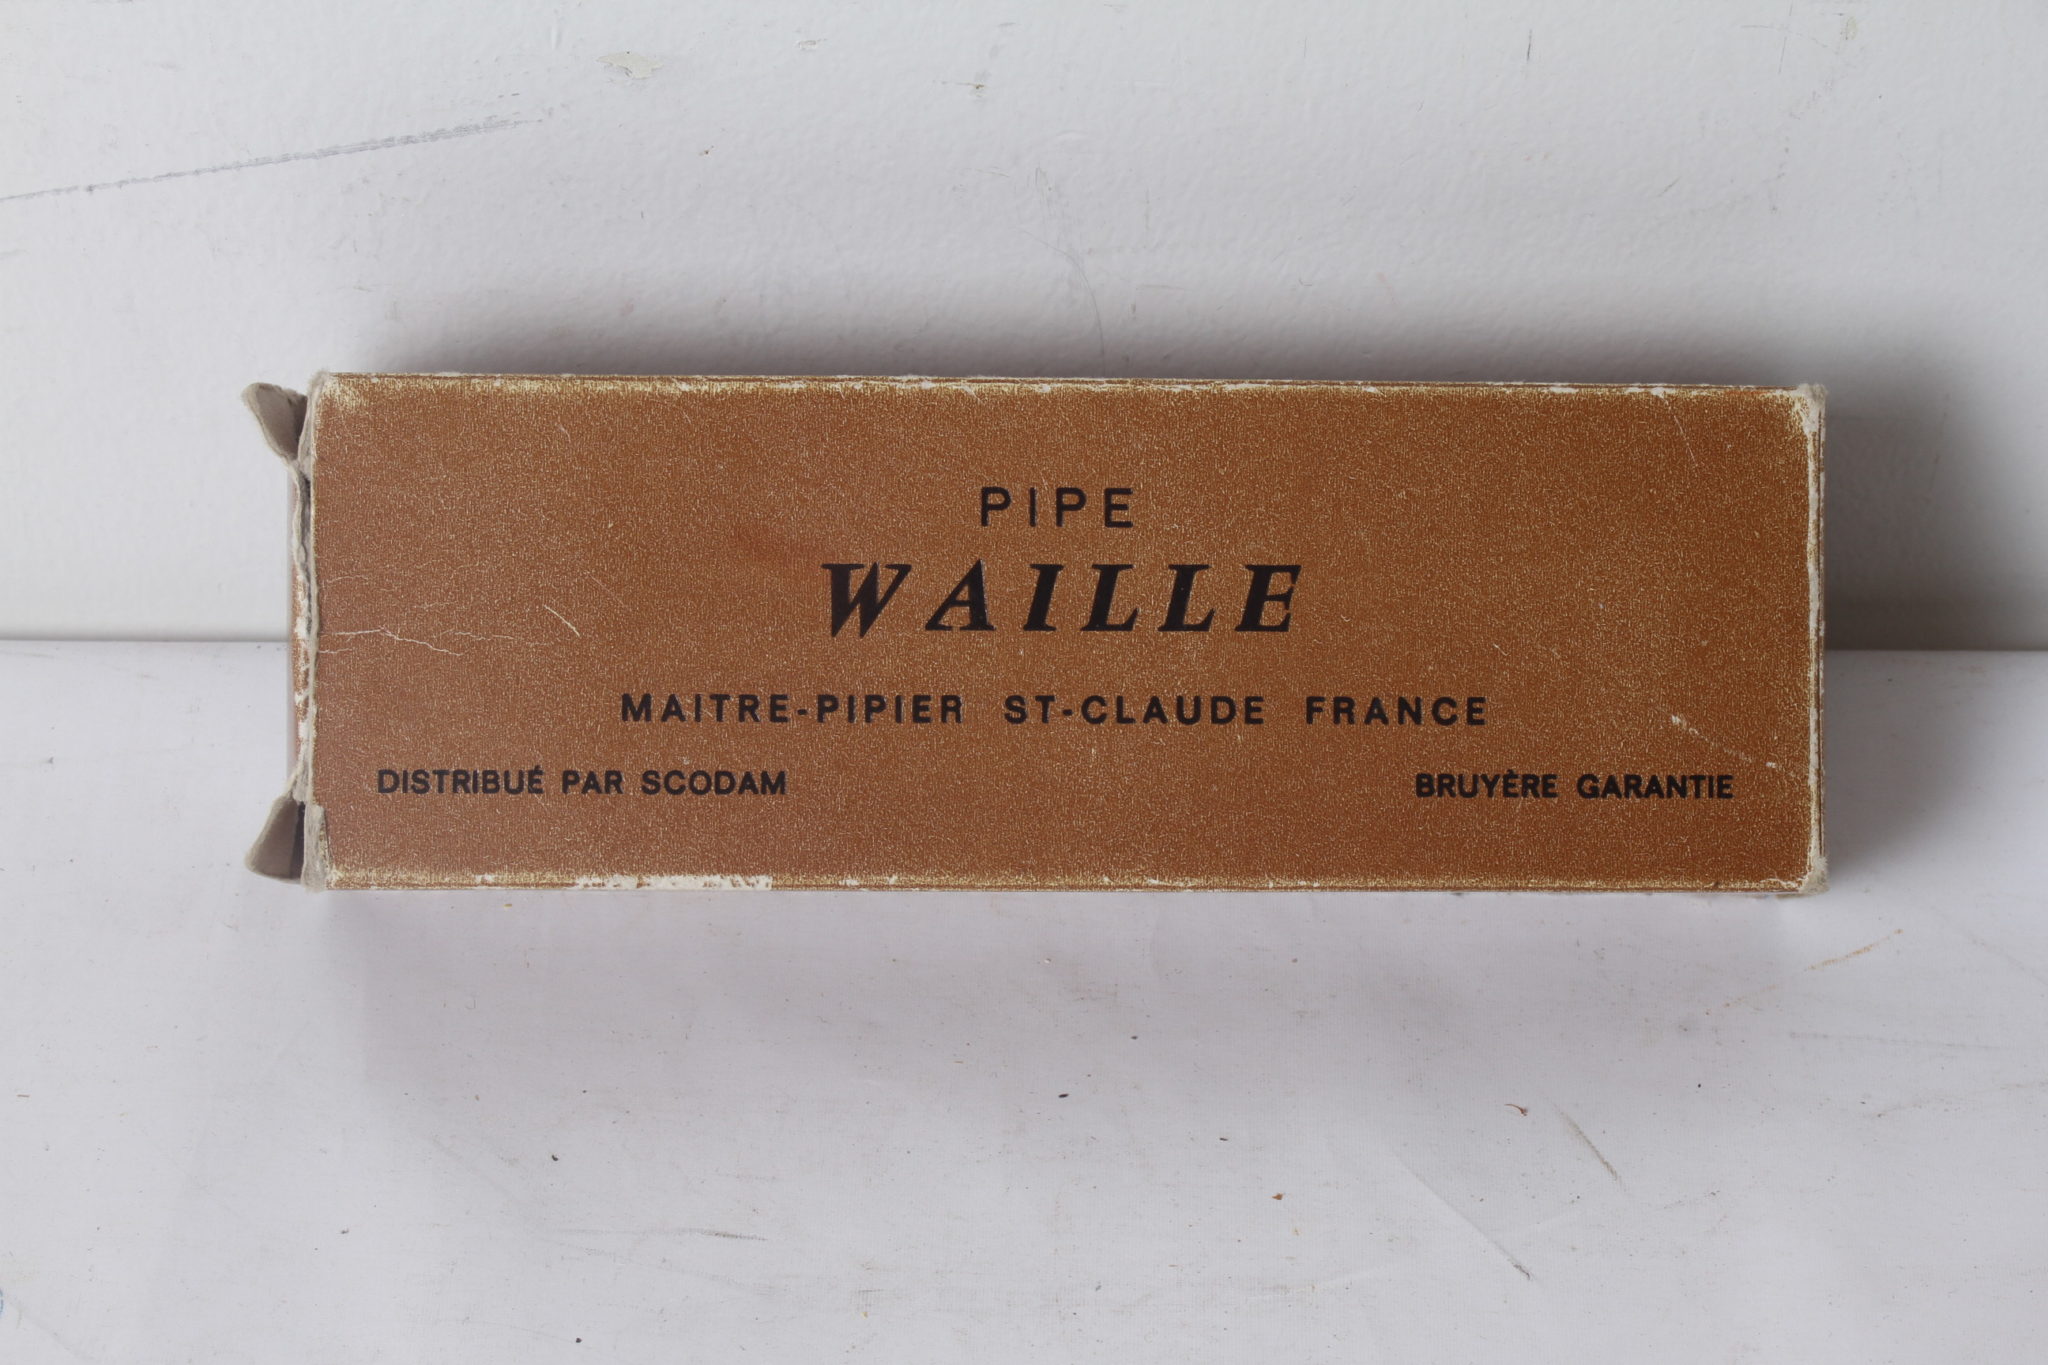 PIPE
WAILLE
MAITRE-PIPIER ST-CLAUDE FRANCE
DISTRIBUÉ PAR SCODAM BRUYÈRE GARANTIE